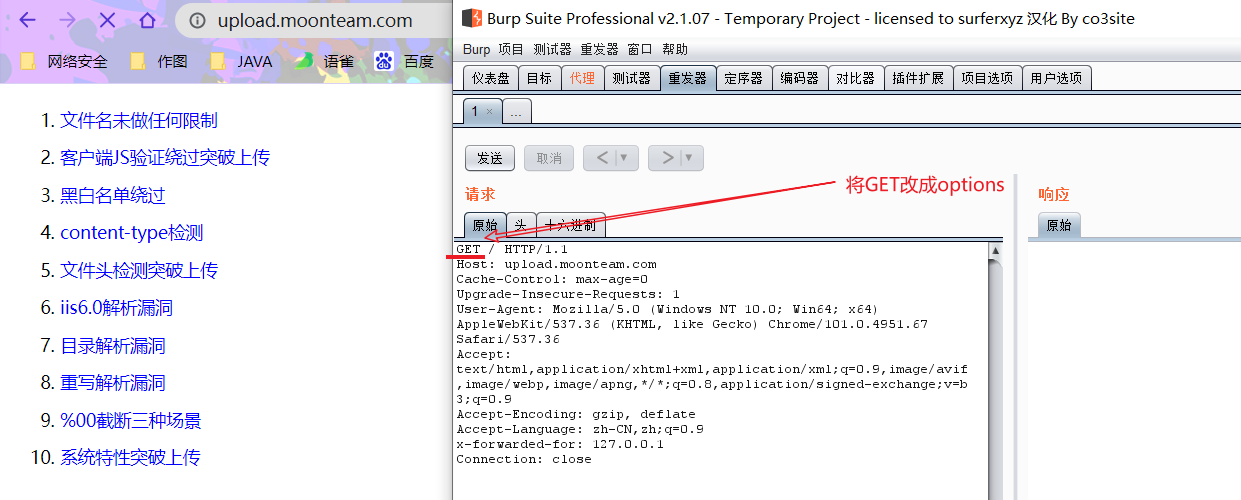 upload.moonteam.com
网络安全 作图 JAVA 语雀 百度
1. 文件名未做任何限制
2. 客户端JS验证绕过突破上传
3. 黑白名单绕过
4. content-type检测
5. 文件头检测突破上传
6. iis6.0解析漏洞
7. 目录解析漏洞
8. 重写解析漏洞
9. %00截断三种场景
10. 系统特性突破上传
Burp Suite Professional v2.1.07 - Temporary Project - licensed to surferxyz 汉化 By co3site
Burp 项目 测试器 重发器 窗口 帮助
仪表盘 目标 代理 测试器 重发器 定序器 编码器 对比器 插件扩展 项目选项 用户选项
1 × ...
发送 取消 < ▼ > ▼
请求
将GET改成options
响应
原始 头 十六进制
原始
GET / HTTP/1.1
Host: upload.moonteam.com
Cache-Control: max-age=0
Upgrade-Insecure-Requests: 1
User-Agent: Mozilla/5.0 (Windows NT 10.0; Win64; x64)
AppleWebKit/537.36 (KHTML, like Gecko) Chrome/101.0.4951.67
Safari/537.36
Accept:
text/html,application/xhtml+xml,application/xml;q=0.9,image/avif
,image/webp,image/apng,*/*;q=0.8,application/signed-exchange;v=b
3;q=0.9
Accept-Encoding: gzip, deflate
Accept-Language: zh-CN,zh;q=0.9
x-forwarded-for: 127.0.0.1
Connection: close